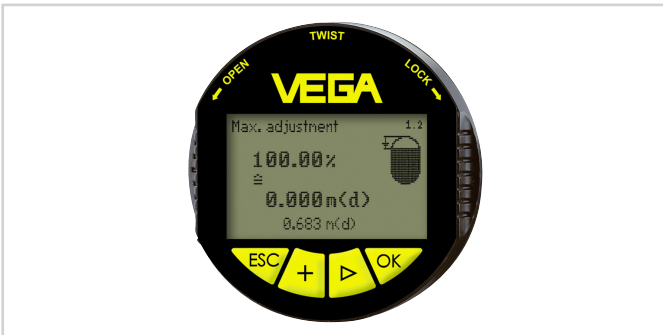 TWIST
OPEN
LOCK
VEGA
Max. adjustment 1.2
100.00%
≙
0.000m(d)
0.683 m(d)
ESC + OK